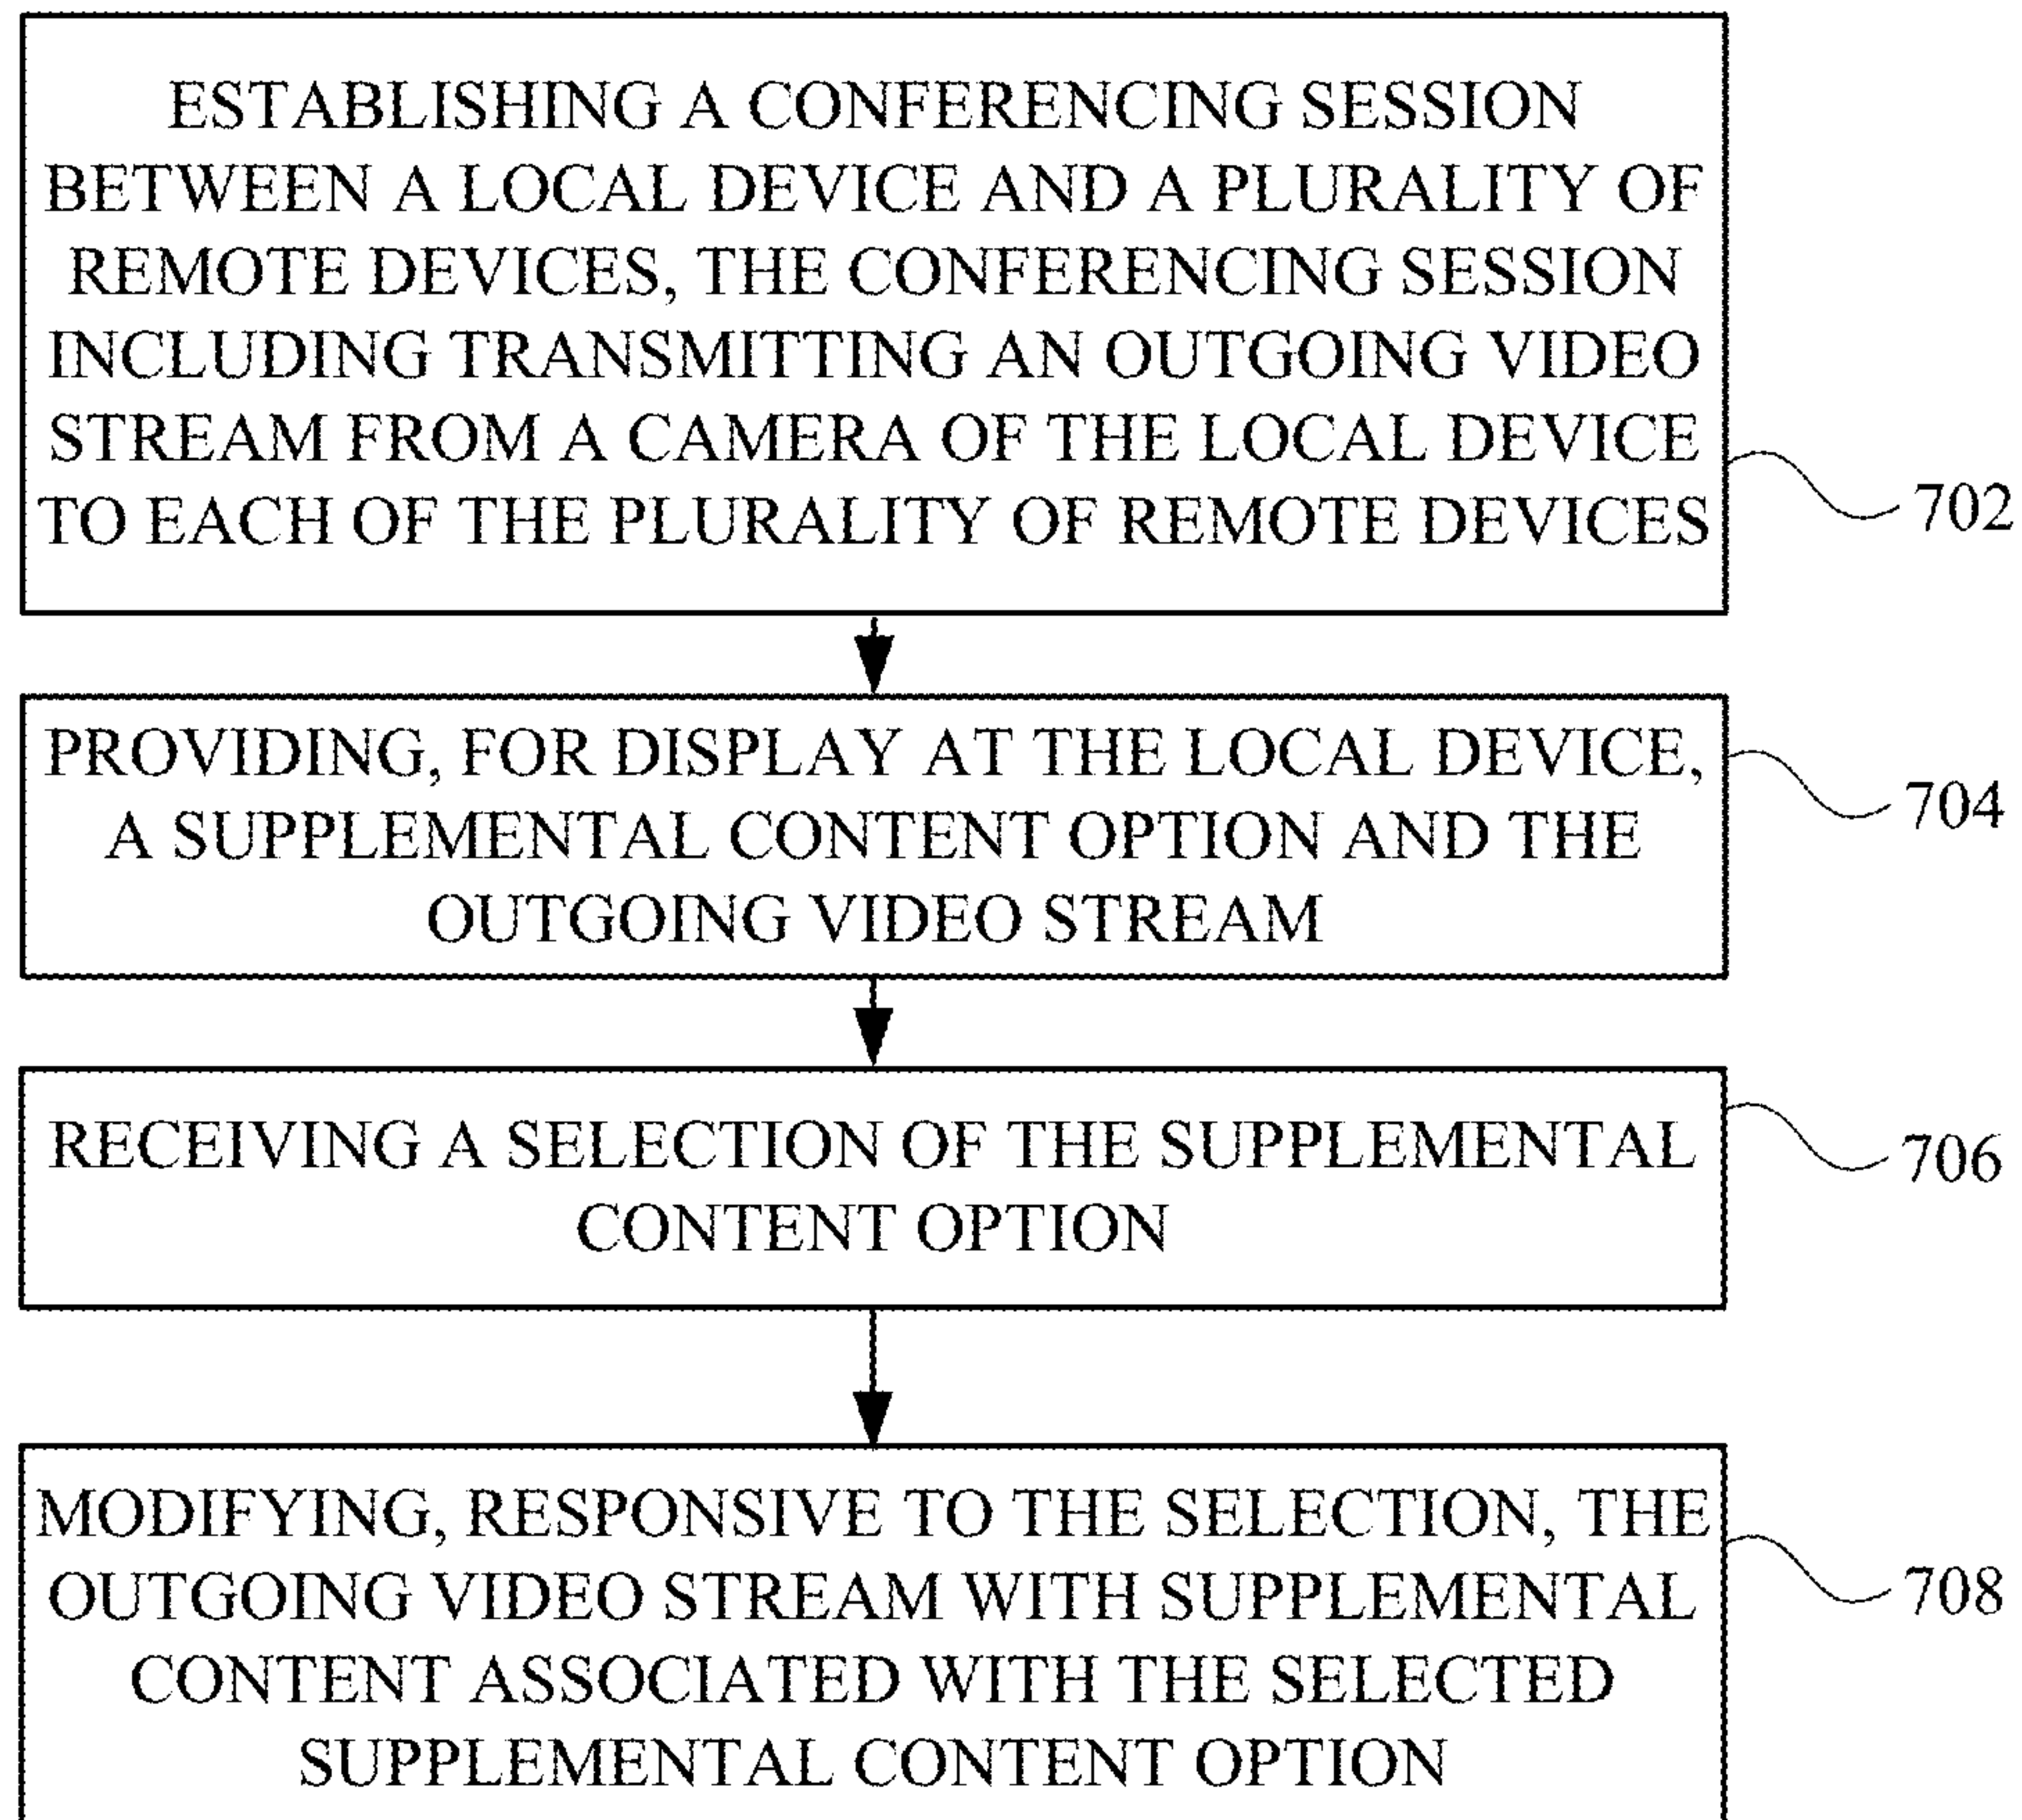 ESTABLISHING A CONFERENCING SESSION
BETWEEN A LOCAL DEVICE AND A PLURALITY OF
REMOTE DEVICES, THE CONFERENCING SESSION
INCLUDING TRANSMITTING AN OUTGOING VIDEO
STREAM FROM A CAMERA OF THE LOCAL DEVICE
TO EACH OF THE PLURALITY OF REMOTE DEVICES
702
PROVIDING, FOR DISPLAY AT THE LOCAL DEVICE,
A SUPPLEMENTAL CONTENT OPTION AND THE
OUTGOING VIDEO STREAM
704
RECEIVING A SELECTION OF THE SUPPLEMENTAL
CONTENT OPTION
706
MODIFYING, RESPONSIVE TO THE SELECTION, THE
OUTGOING VIDEO STREAM WITH SUPPLEMENTAL
CONTENT ASSOCIATED WITH THE SELECTED
SUPPLEMENTAL CONTENT OPTION
708